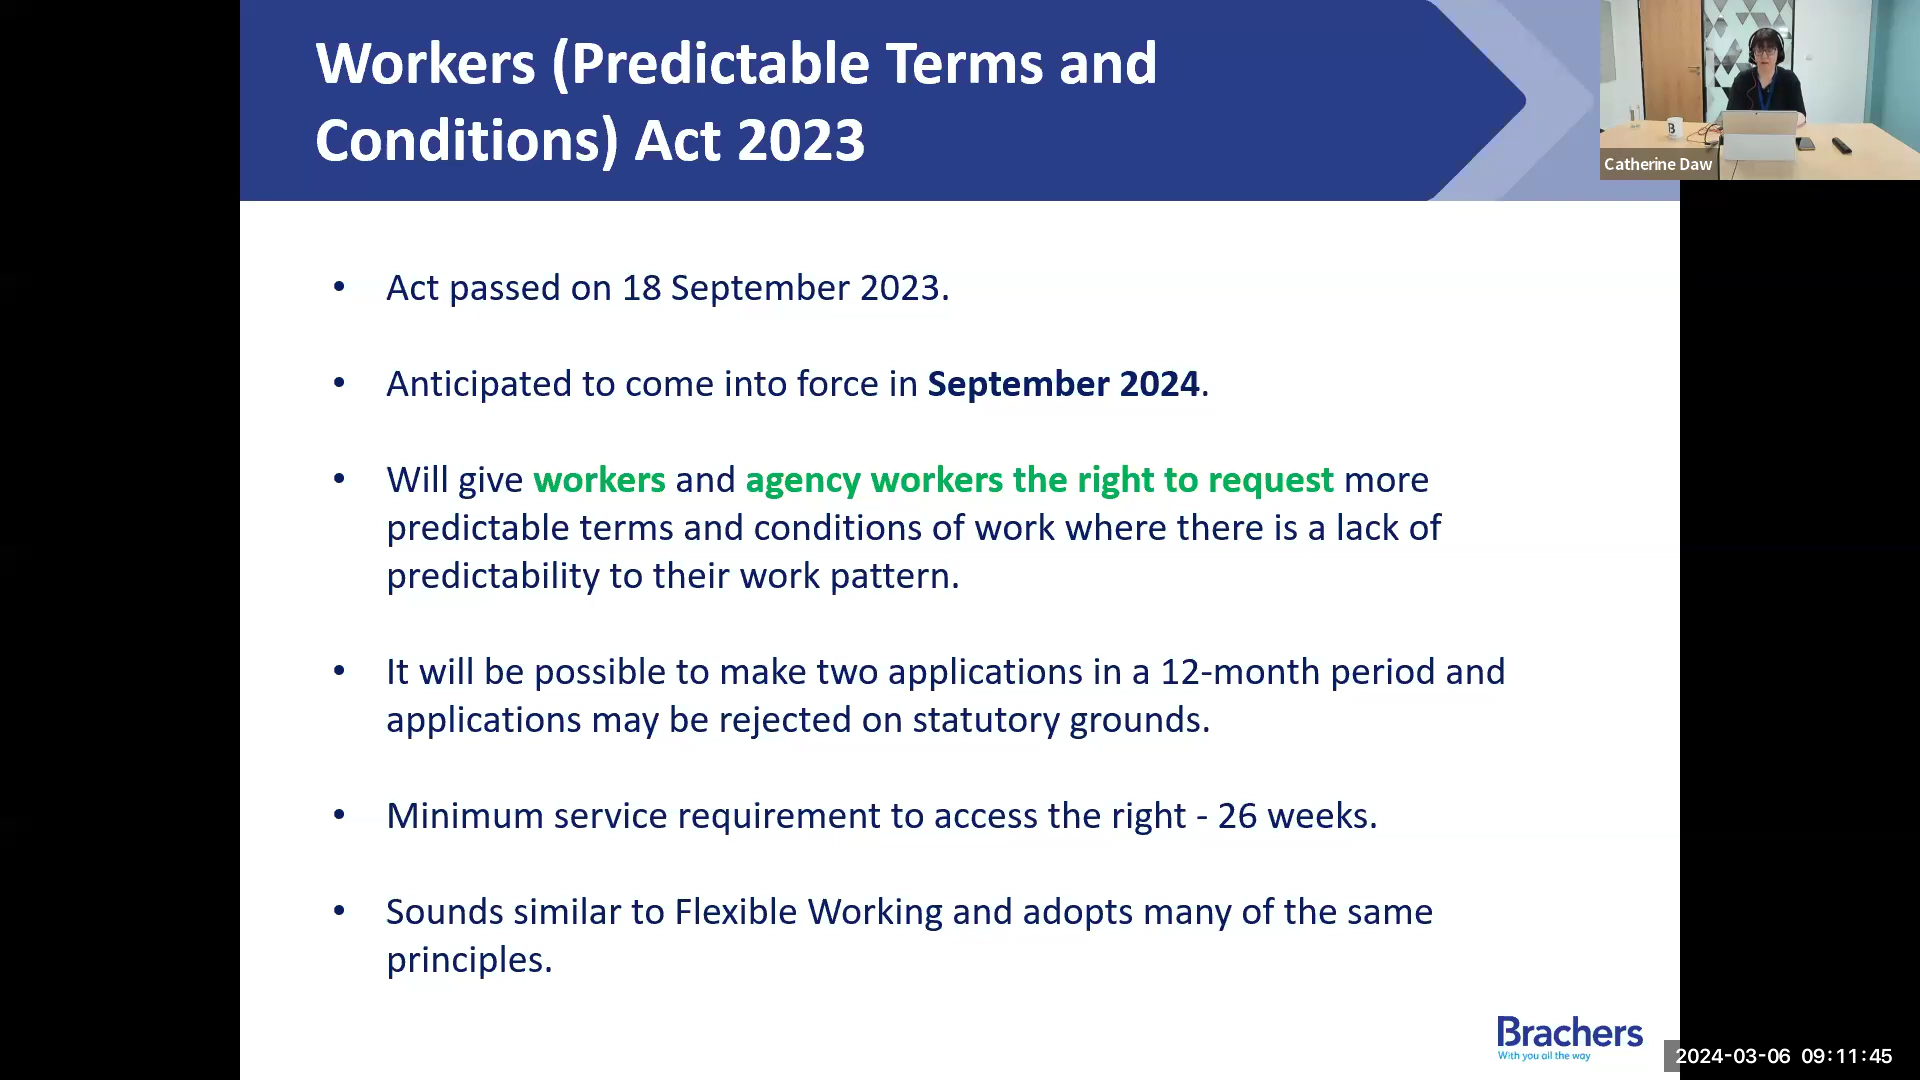 Workers (Predictable Terms and
Conditions) Act 2023
Catherine Daw
B
• Act passed on 18 September 2023.
• Anticipated to come into force in September 2024.
• Will give workers and agency workers the right to request more
predictable terms and conditions of work where there is a lack of
predictability to their work pattern.
• It will be possible to make two applications in a 12-month period and
applications may be rejected on statutory grounds.
• Minimum service requirement to access the right - 26 weeks.
• Sounds similar to Flexible Working and adopts many of the same
principles.
Brachers
With you all the way
2024-03-06 09:11:45